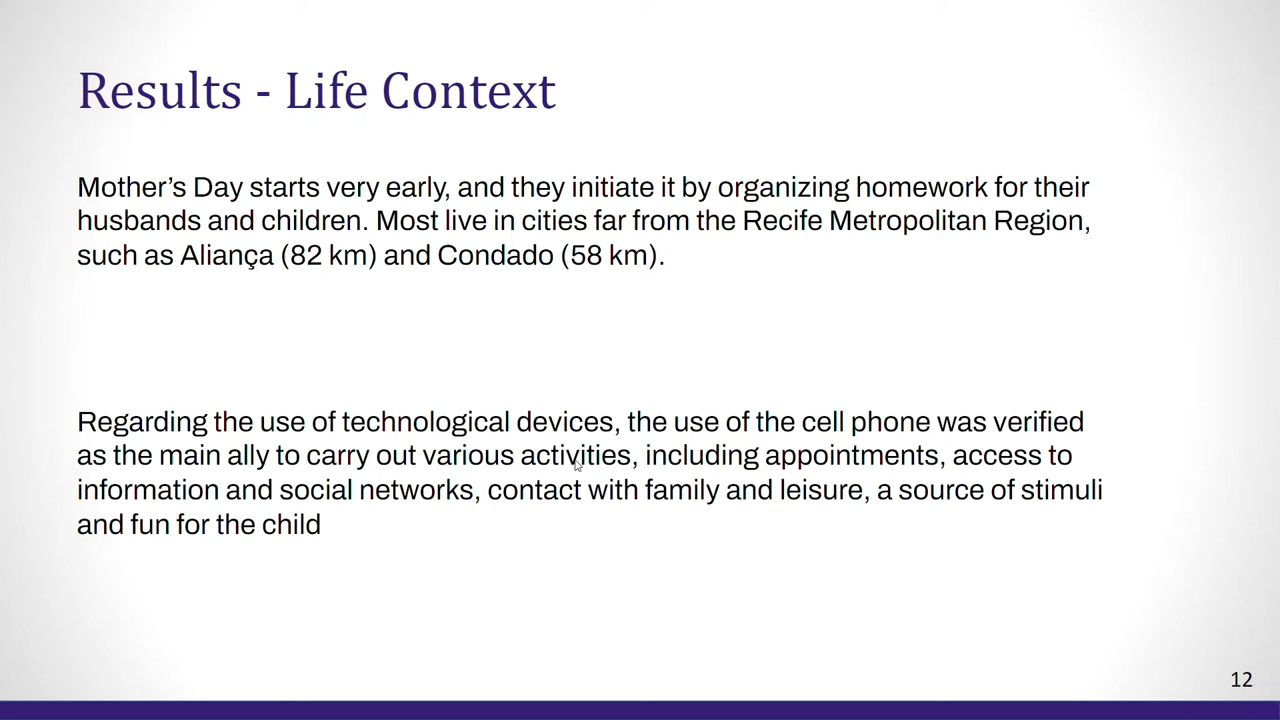 Results - Life Context
Mother’s Day starts very early, and they initiate it by organizing homework for their
husbands and children. Most live in cities far from the Recife Metropolitan Region,
such as Aliança (82 km) and Condado (58 km).
Regarding the use of technological devices, the use of the cell phone was verified
as the main ally to carry out various activities, including appointments, access to
information and social networks, contact with family and leisure, a source of stimuli
and fun for the child
12